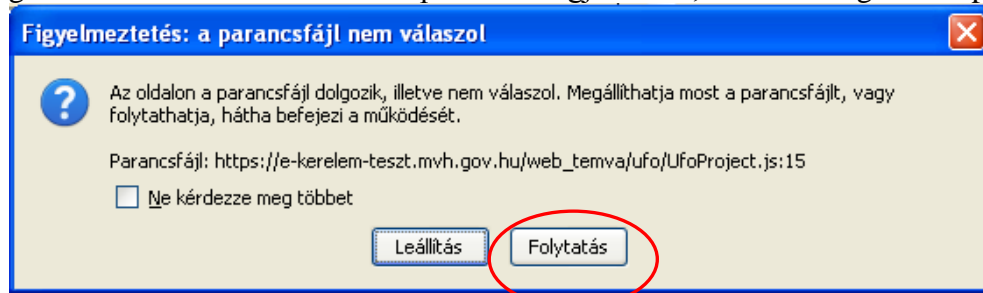 Figyelmeztetés: a parancsfájl nem válaszol
Az oldalon a parancsfájl dolgozik, illetve nem válaszol. Megállíthatja most a parancsfájlt, vagy
folytathatja, hátha befejezi a működését.
Parancsfájl: https://e-kerelem-teszt.mvh.gov.hu/web_temva/ufo/UfoProject.js:15
Ne kérdezze meg többet
Leállítás
Folytatás